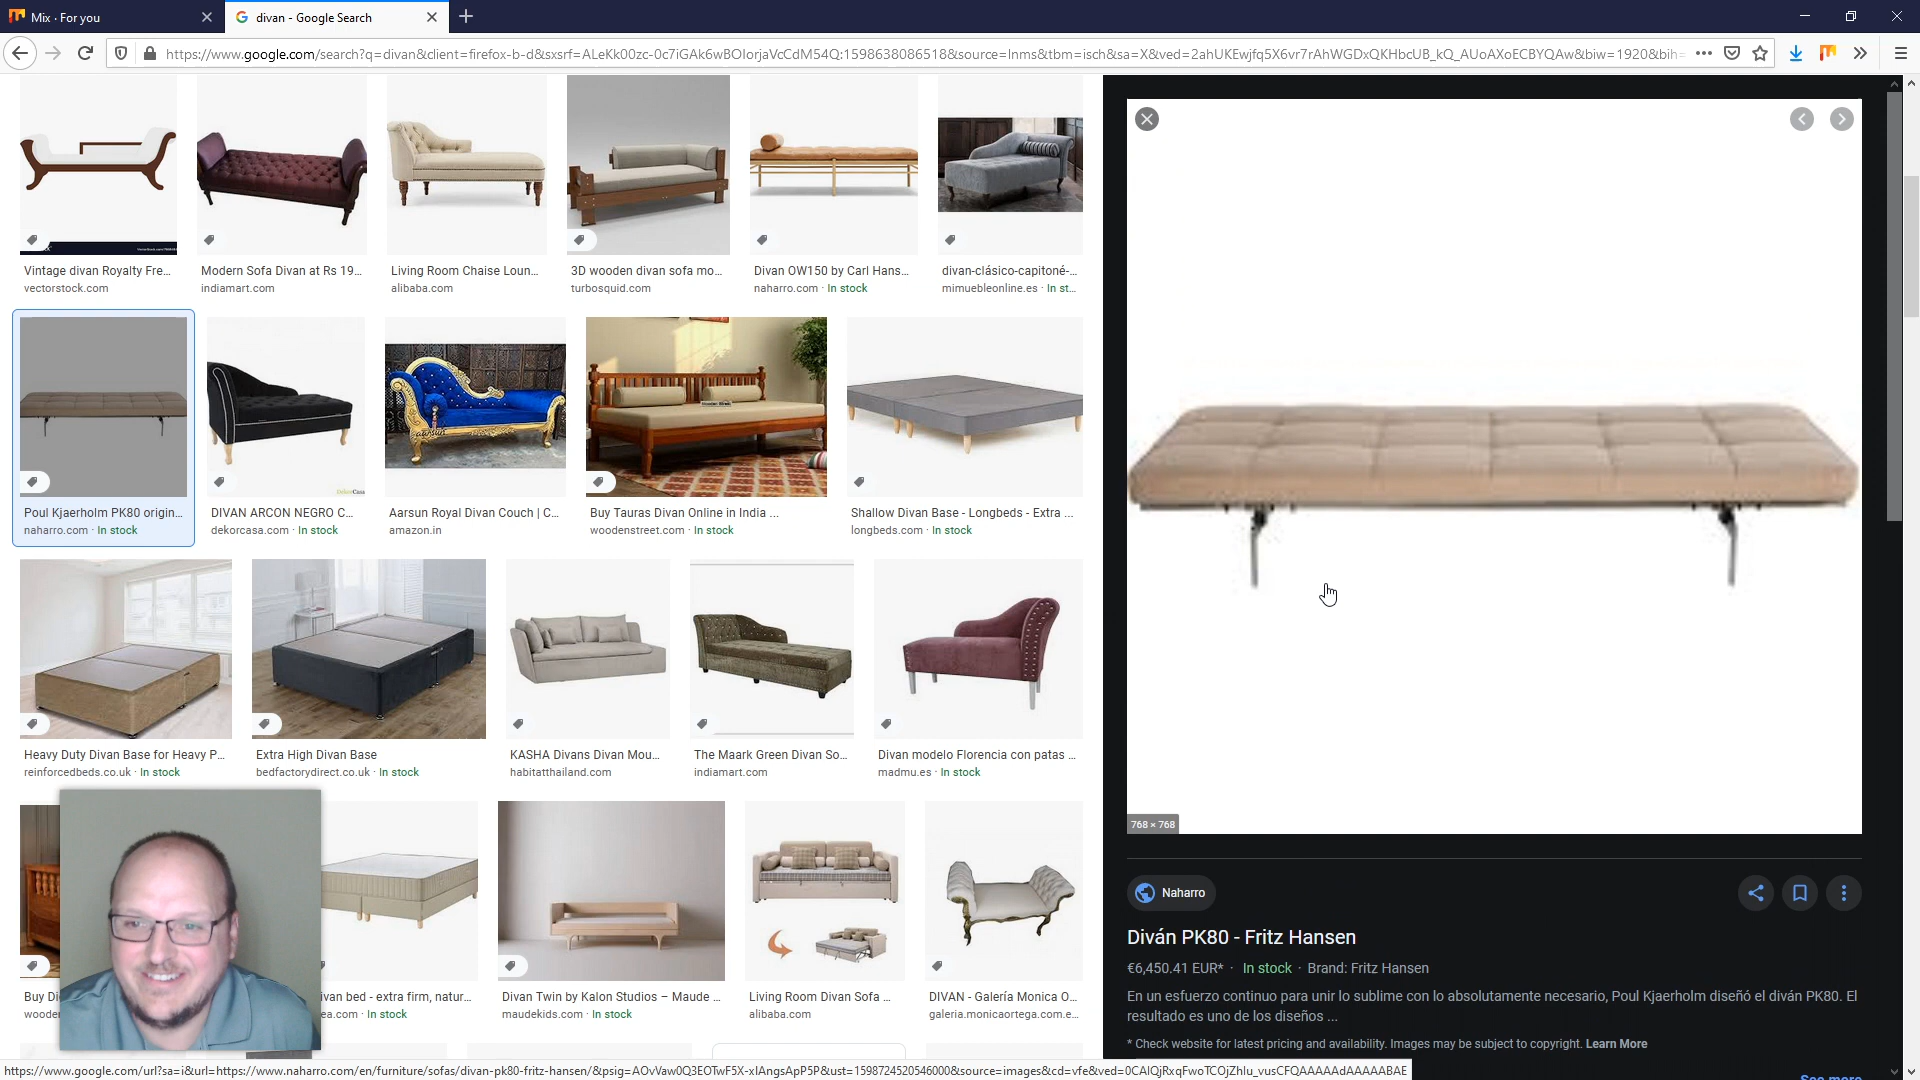 Mix · For you
divan - Google Search
https://www.google.com/search?q=divan&client=firefox-b-d&sxsrf=ALeKk00zc-0c7iGAk6wBOIorjaVcCdM54Q:1598638086518&source=lnms&tbm=isch&sa=X&ved=2ahUKEwjfq5X6vr7rAhWGDxQKHbcUB_kQ_AUoAXoECBYQAw&biw=1920&bih=
Vintage divan Royalty Fre...
vectorstock.com
Modern Sofa Divan at Rs 19...
indiamart.com
Living Room Chaise Loun...
alibaba.com
3D wooden divan sofa mo...
turbosquid.com
Divan OW150 by Carl Hans...
naharro.com · In stock
divan-clásico-capitoné-...
mimuebleonline.es · In st...
Poul Kjaerholm PK80 origin...
naharro.com · In stock
DIVAN ARCON NEGRO C...
dekorcasa.com · In stock
Aarsun Royal Divan Couch | C...
amazon.in
Buy Tauras Divan Online in India ...
woodenstreet.com · In stock
Shallow Divan Base - Longbeds - Extra ...
longbeds.com · In stock
Heavy Duty Divan Base for Heavy P...
reinforcedbeds.co.uk · In stock
Extra High Divan Base
bedfactorydirect.co.uk · In stock
KASHA Divans Divan Mou...
habitatthailand.com
The Maark Green Divan So...
indiamart.com
Divan modelo Florencia con patas ...
madmu.es · In stock
Buy Di
wooden
ivan bed - extra firm, natur...
ea.com · In stock
Divan Twin by Kalon Studios – Maude ...
maudekids.com · In stock
Living Room Divan Sofa ...
alibaba.com
DIVAN - Galería Monica O...
galeria.monicaortega.com.e...
768 × 768
Naharro
Diván PK80 - Fritz Hansen
€6,450.41 EUR* · In stock · Brand: Fritz Hansen
En un esfuerzo continuo para unir lo sublime con lo absolutamente necesario, Poul Kjaerholm diseñó el diván PK80. El
resultado es uno de los diseños ...
* Check website for latest pricing and availability. Images may be subject to copyright. Learn More
See more
https://www.google.com/url?sa=i&url=https://www.naharro.com/en/furniture/sofas/divan-pk80-fritz-hansen/&psig=AOvVaw0Q3EOTwF5X-xIAngsApP5P&ust=1598724520546000&source=images&cd=vfe&ved=0CAIQjRxqFwoTCOjZhIu_vusCFQAAAAAdAAAAABAE